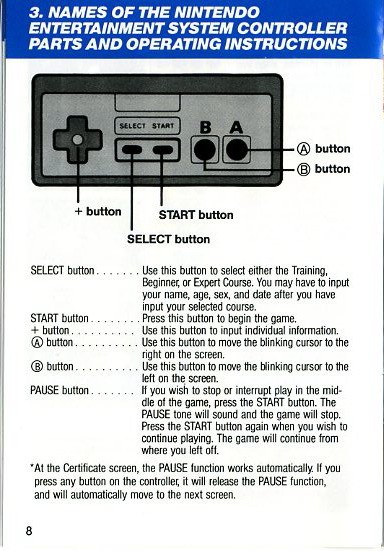 3. NAMES OF THE NINTENDO
ENTERTAINMENT SYSTEM CONTROLLER
PARTS AND OPERATING INSTRUCTIONS
SELECT START
B A
Ⓐ button
Ⓑ button
+ button
START button
SELECT button
SELECT button . . . . . . . Use this button to select either the Training,
Beginner, or Expert Course. You may have to input
your name, age, sex, and date after you have
input your selected course.
START button . . . . . . . . Press this button to begin the game.
+ button . . . . . . . . . . Use this button to input individual information.
Ⓐ button . . . . . . . . . . Use this button to move the blinking cursor to the
right on the screen.
Ⓑ button . . . . . . . . . . Use this button to move the blinking cursor to the
left on the screen.
PAUSE button . . . . . . . If you wish to stop or interrupt play in the mid-
dle of the game, press the START button. The
PAUSE tone will sound and the game will stop.
Press the START button again when you wish to
continue playing. The game will continue from
where you left off.
*At the Certificate screen, the PAUSE function works automatically. If you
press any button on the controller, it will release the PAUSE function,
and will automatically move to the next screen.
8